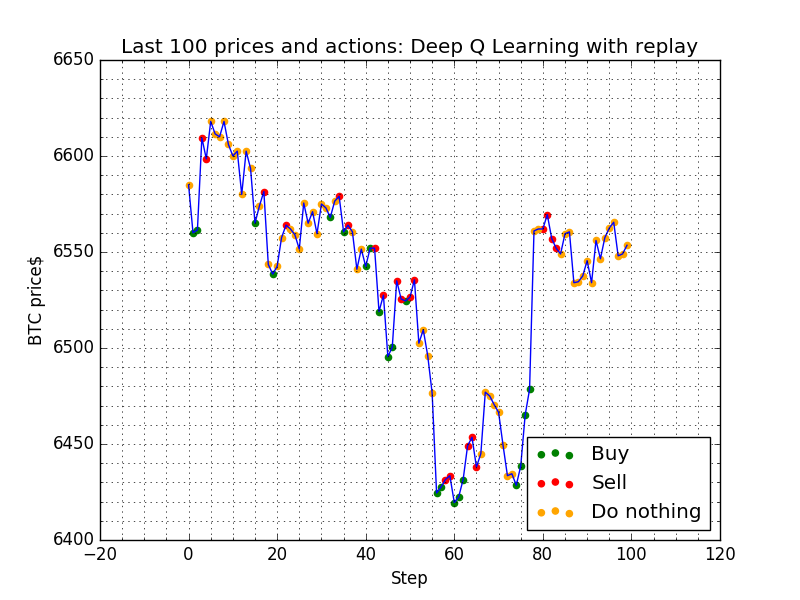 Last 100 prices and actions: Deep Q Learning with replay
6650
6600
6550
6500
6450
6400
BTC price$
Buy
Sell
Do nothing
−20 0 20 40 60 80 100 120
Step